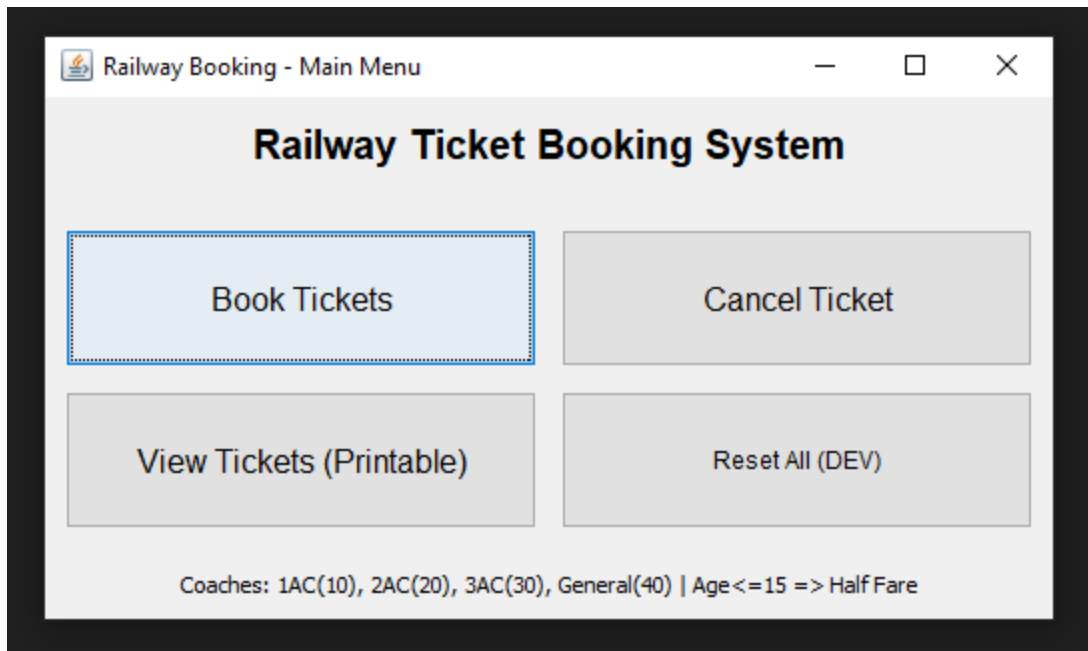 Railway Booking - Main Menu
Railway Ticket Booking System
Book Tickets
Cancel Ticket
View Tickets (Printable)
Reset All (DEV)
Coaches: 1AC(10), 2AC(20), 3AC(30), General(40) | Age<=15 => Half Fare